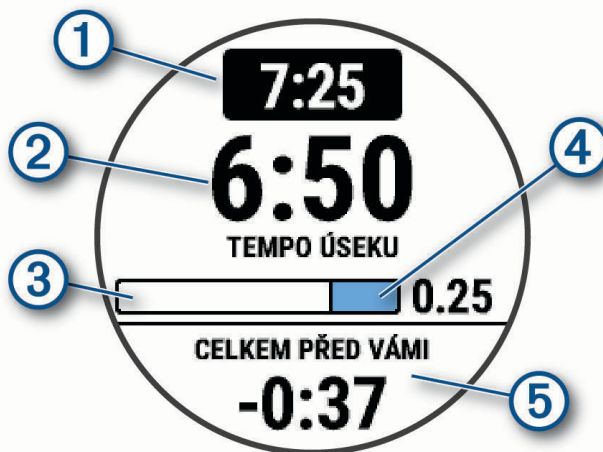 ① 7:25
② 6:50 ④
TEMPO ÚSEKU
③ 0.25
CELKEM PŘED VÁMI
-0:37 ⑤